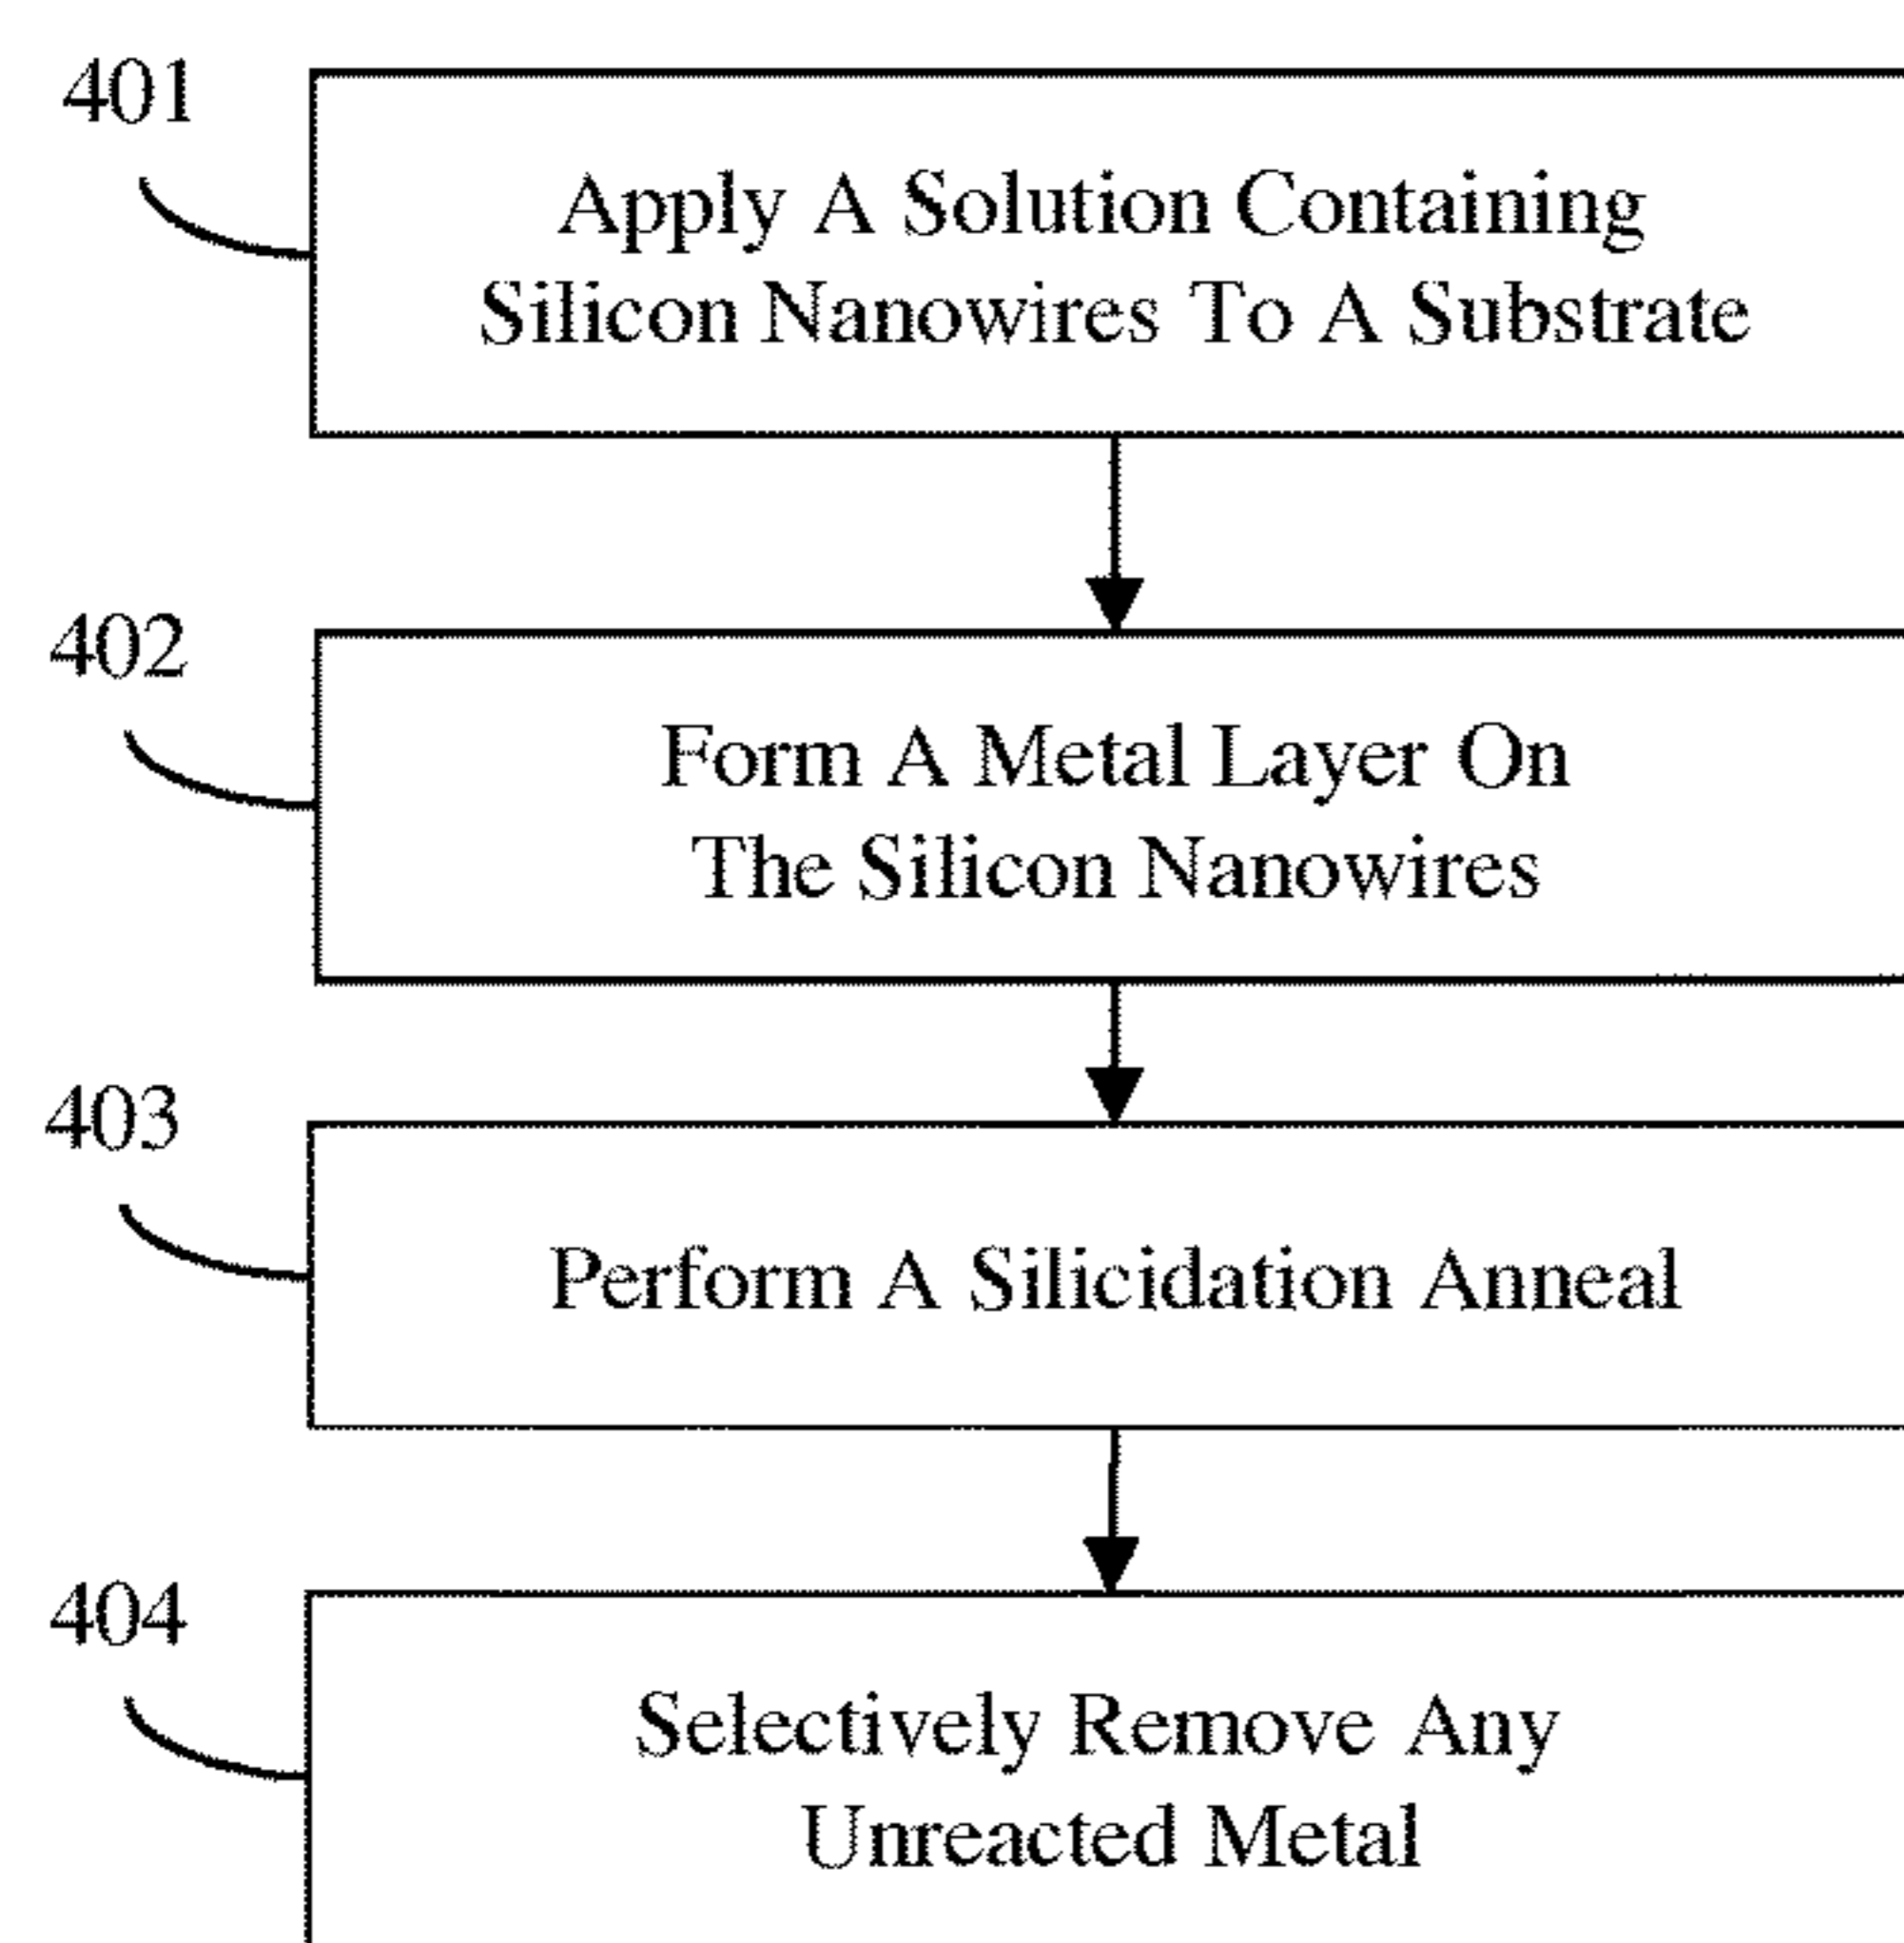 401
Apply A Solution Containing
Silicon Nanowires To A Substrate
402
Form A Metal Layer On
The Silicon Nanowires
403
Perform A Silicidation Anneal
404
Selectively Remove Any
Unreacted Metal